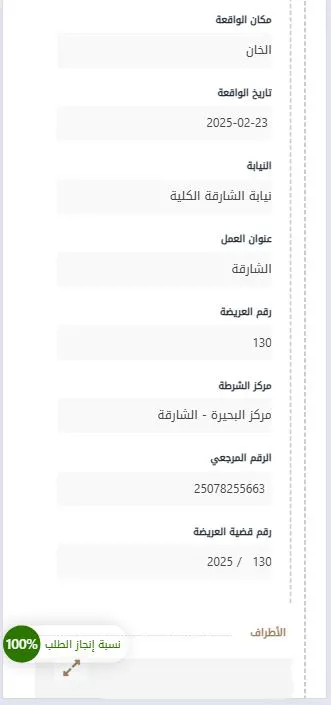 مكان الواقعة
الخان
تاريخ الواقعة
2025-02-23
النيابة
نيابة الشارقة الكلية
عنوان العمل
الشارقة
رقم العريضة
130
مركز الشرطة
مركز البحيرة - الشارقة
الرقم المرجعي
25078255663
رقم قضية العريضة
130 / 2025
الأطراف
نسبة إنجاز الطلب 100%